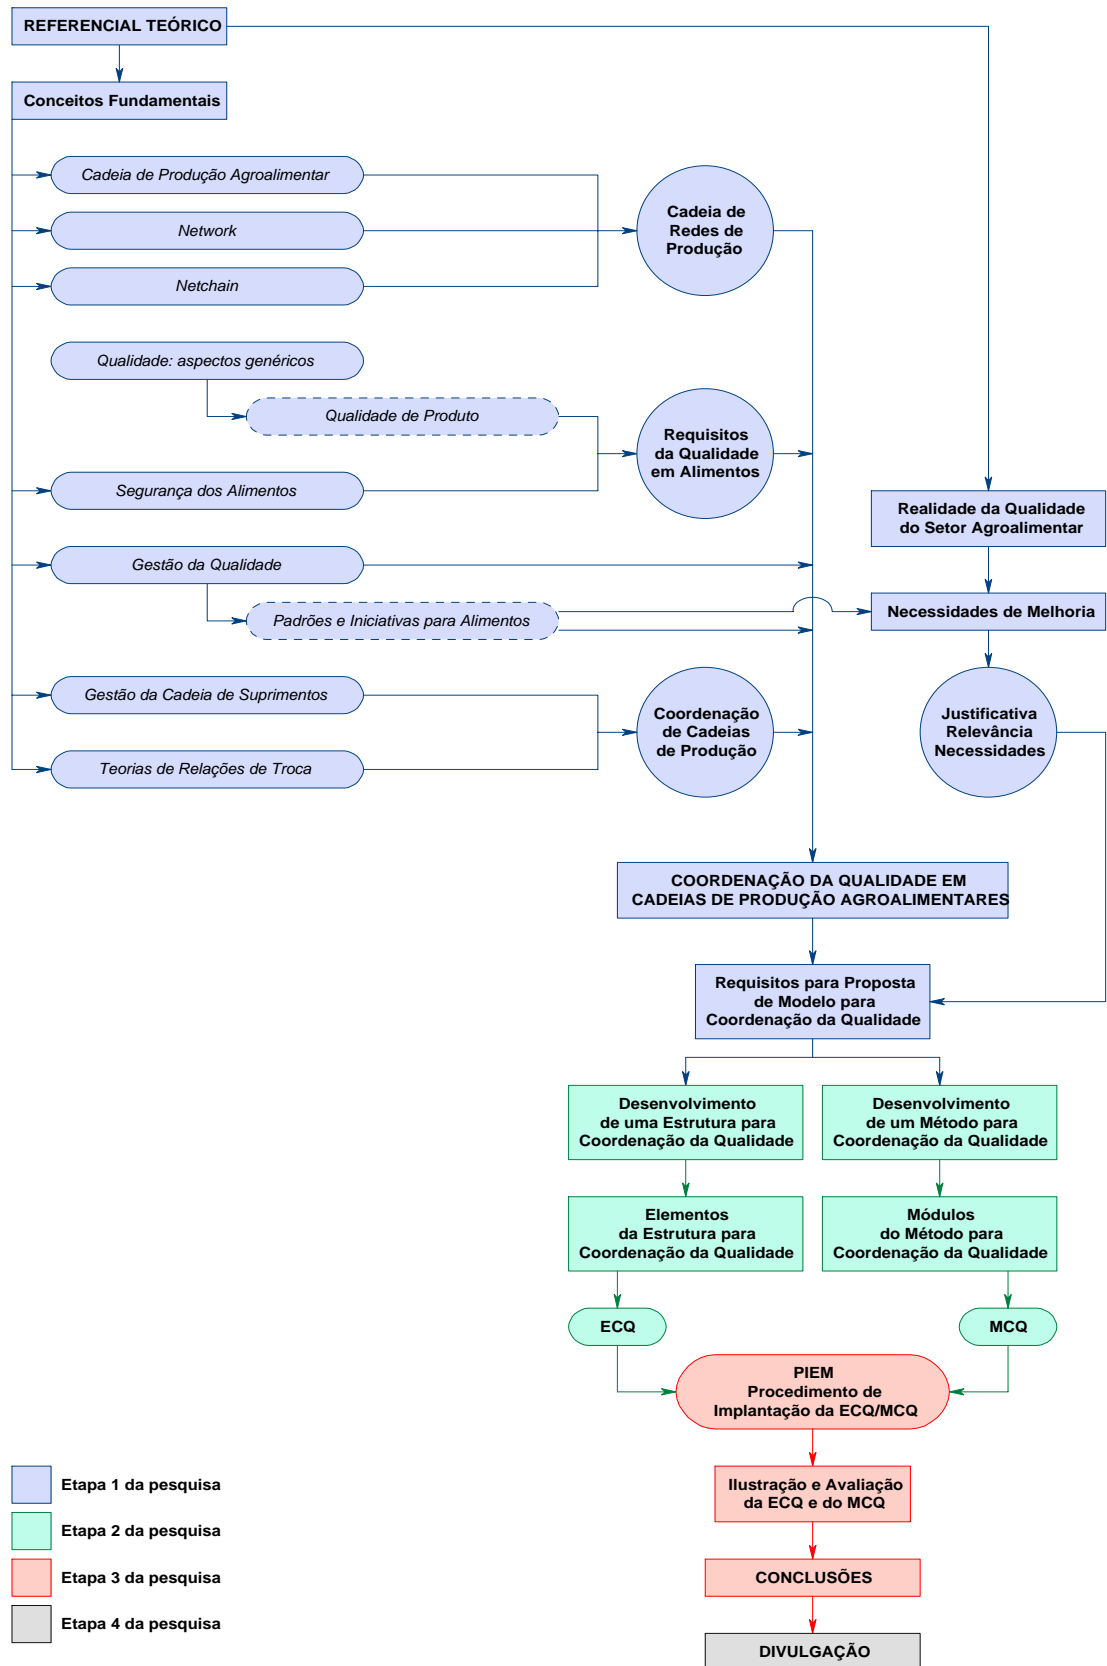 REFERENCIAL TEÓRICO
Conceitos Fundamentais
Cadeia de Produção Agroalimentar
Network
Netchain
Cadeia de
Redes de
Produção
Qualidade: aspectos genéricos
Qualidade de Produto
Segurança dos Alimentos
Requisitos
da Qualidade
em Alimentos
Gestão da Qualidade
Padrões e Iniciativas para Alimentos
Realidade da Qualidade
do Setor Agroalimentar
Necessidades de Melhoria
Gestão da Cadeia de Suprimentos
Teorias de Relações de Troca
Coordenação
de Cadeias
de Produção
Justificativa
Relevância
Necessidades
COORDENAÇÃO DA QUALIDADE EM
CADEIAS DE PRODUÇÃO AGROALIMENTARES
Requisitos para Proposta
de Modelo para
Coordenação da Qualidade
Desenvolvimento
de uma Estrutura para
Coordenação da Qualidade
Desenvolvimento
de um Método para
Coordenação da Qualidade
Elementos
da Estrutura para
Coordenação da Qualidade
Módulos
do Método para
Coordenação da Qualidade
ECQ
MCQ
PIEM
Procedimento de
Implantação da ECQ/MCQ
Ilustração e Avaliação
da ECQ e do MCQ
CONCLUSÕES
DIVULGAÇÃO
Etapa 1 da pesquisa
Etapa 2 da pesquisa
Etapa 3 da pesquisa
Etapa 4 da pesquisa